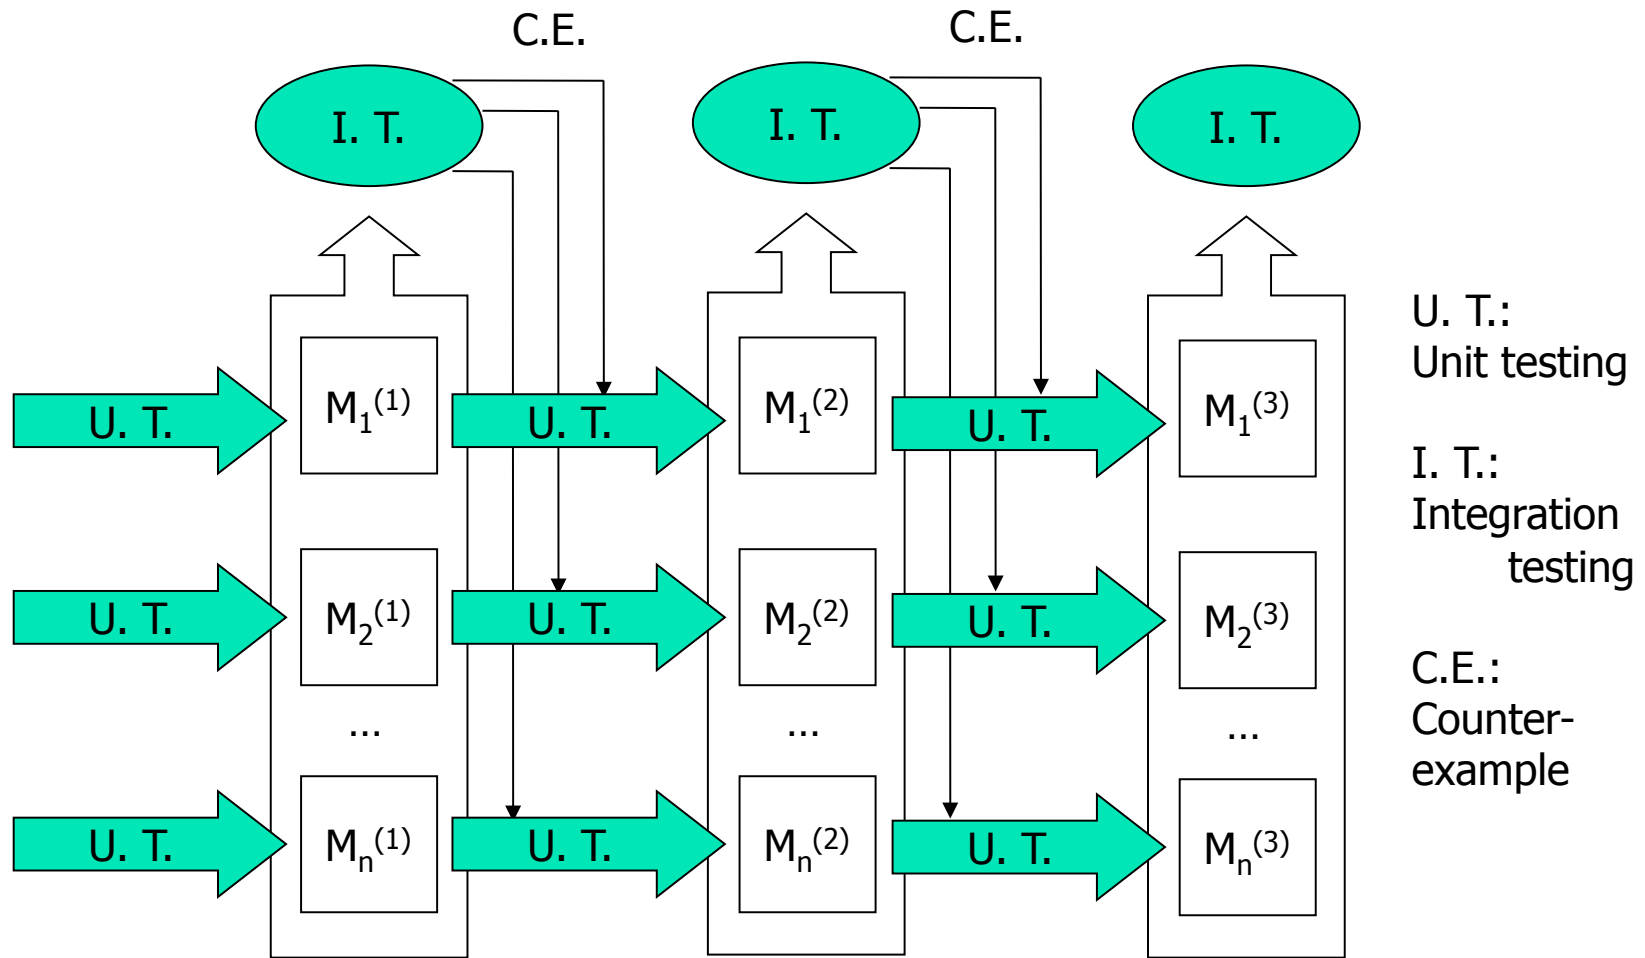 C.E.
C.E.
I. T.
I. T.
I. T.
U. T.
M₁⁽¹⁾
U. T.
M₁⁽²⁾
U. T.
M₁⁽³⁾
U. T.
M₂⁽¹⁾
U. T.
M₂⁽²⁾
U. T.
M₂⁽³⁾
...
...
...
U. T.
Mₙ⁽¹⁾
U. T.
Mₙ⁽²⁾
U. T.
Mₙ⁽³⁾
U. T.:
Unit testing
I. T.:
Integration
testing
C.E.:
Counter-
example